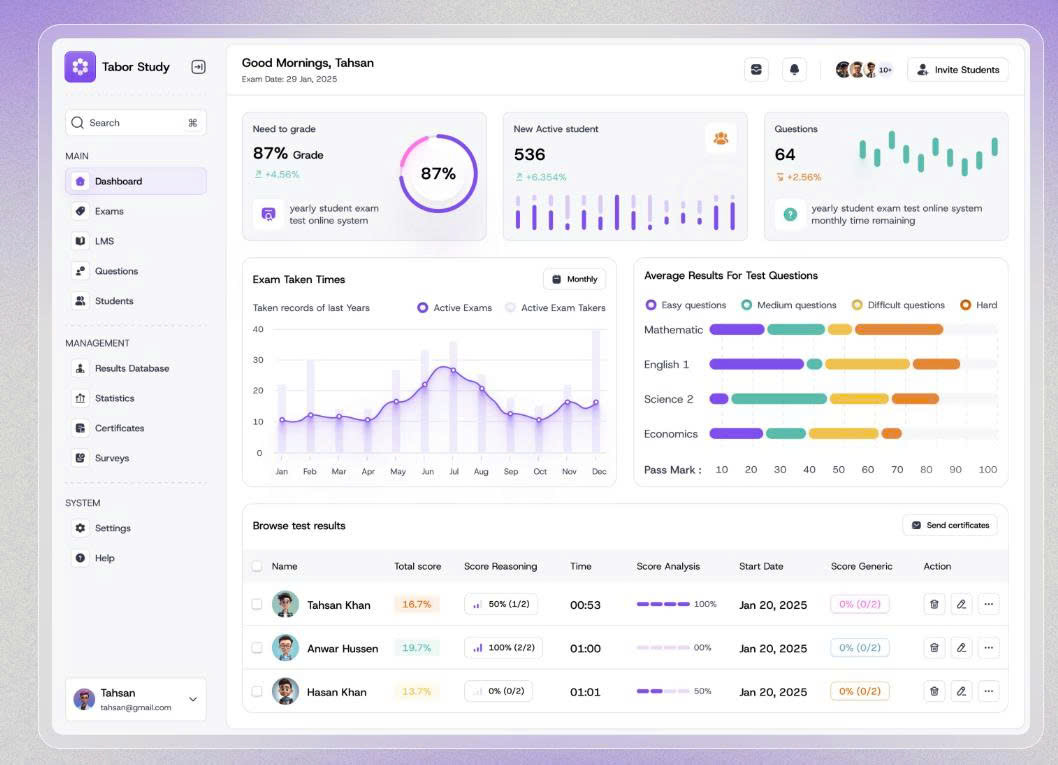 Tabor Study
Search ⌘
MAIN
Dashboard
Exams
LMS
Questions
Students
MANAGEMENT
Results Database
Statistics
Certificates
Surveys
SYSTEM
Settings
Help
Tahsan
tahsan@gmail.com
Good Mornings, Tahsan
Exam Date: 29 Jan, 2025
10+
Invite Students
Need to grade
87% Grade
+4.56%
87%
yearly student exam
test online system
New Active student
536
+6.354%
Questions
64
+2.56%
yearly student exam test online system
monthly time remaining
Exam Taken Times
Monthly
Taken records of last Years
Active Exams
Active Exam Takers
40
30
20
10
0
Jan Feb Mar Apr May Jun Jul Aug Sep Oct Nov Dec
Average Results For Test Questions
Easy questions Medium questions Difficult questions Hard
Mathematic
English 1
Science 2
Economics
Pass Mark : 10 20 30 40 50 60 70 80 90 100
Browse test results
Send certificates
Name Total score Score Reasoning Time Score Analysis Start Date Score Generic Action
Tahsan Khan 16.7% 50% (1/2) 00:53 100% Jan 20, 2025 0% (0/2)
Anwar Hussen 19.7% 100% (2/2) 01:00 00% Jan 20, 2025 0% (0/2)
Hasan Khan 13.7% 0% (0/2) 01:01 50% Jan 20, 2025 0% (0/2)